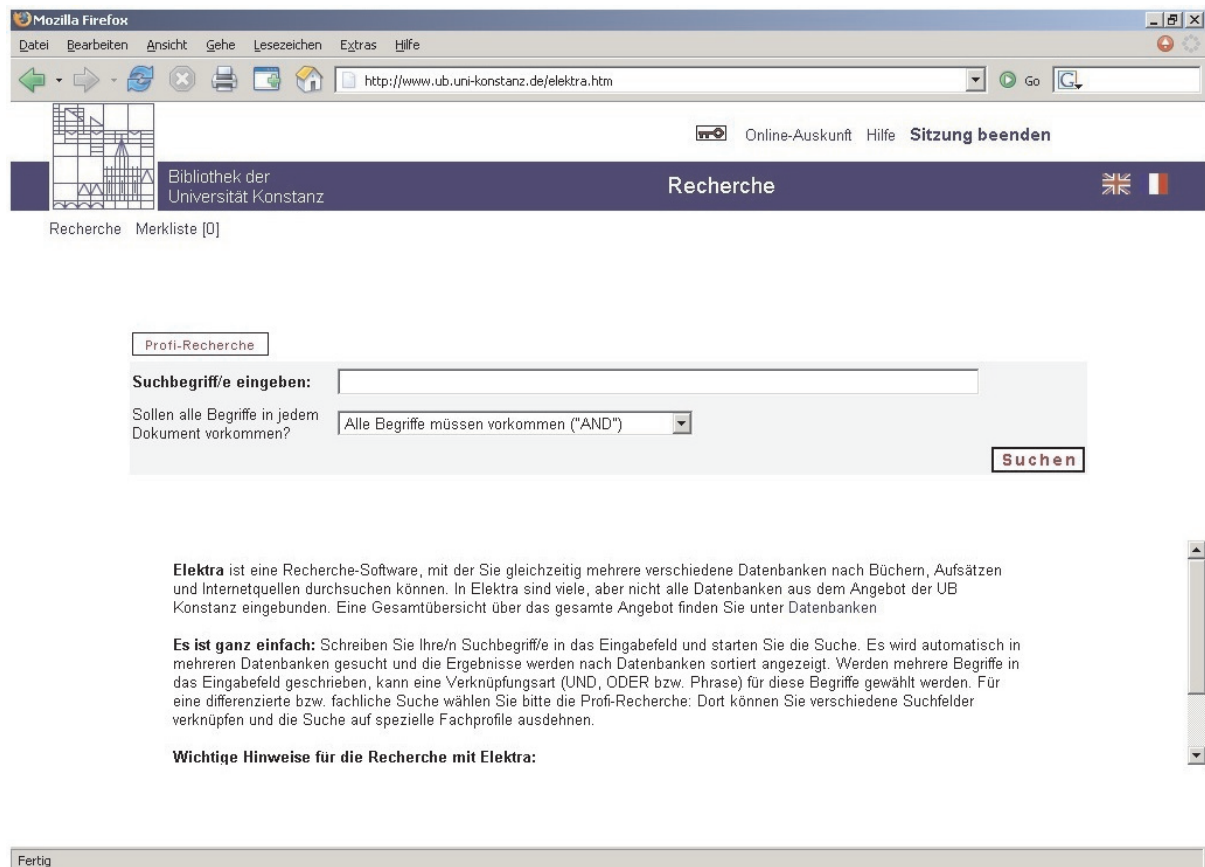 Mozilla Firefox
Datei Bearbeiten Ansicht Gehe Lesezeichen Extras Hilfe
http://www.ub.uni-konstanz.de/elektra.htm Go G
Online-Auskunft Hilfe Sitzung beenden
Bibliothek der
Universität Konstanz
Recherche
Recherche Merkliste [0]
Profi-Recherche
Suchbegriff/e eingeben:
Sollen alle Begriffe in jedem
Dokument vorkommen?
Alle Begriffe müssen vorkommen ("AND")
Suchen
Elektra ist eine Recherche-Software, mit der Sie gleichzeitig mehrere verschiedene Datenbanken nach Büchern, Aufsätzen
und Internetquellen durchsuchen können. In Elektra sind viele, aber nicht alle Datenbanken aus dem Angebot der UB
Konstanz eingebunden. Eine Gesamtübersicht über das gesamte Angebot finden Sie unter Datenbanken
Es ist ganz einfach: Schreiben Sie Ihre/n Suchbegriff/e in das Eingabefeld und starten Sie die Suche. Es wird automatisch in
mehreren Datenbanken gesucht und die Ergebnisse werden nach Datenbanken sortiert angezeigt. Werden mehrere Begriffe in
das Eingabefeld geschrieben, kann eine Verknüpfungsart (UND, ODER bzw. Phrase) für diese Begriffe gewählt werden. Für
eine differenzierte bzw. fachliche Suche wählen Sie bitte die Profi-Recherche: Dort können Sie verschiedene Suchfelder
verknüpfen und die Suche auf spezielle Fachprofile ausdehnen.
Wichtige Hinweise für die Recherche mit Elektra:
Fertig